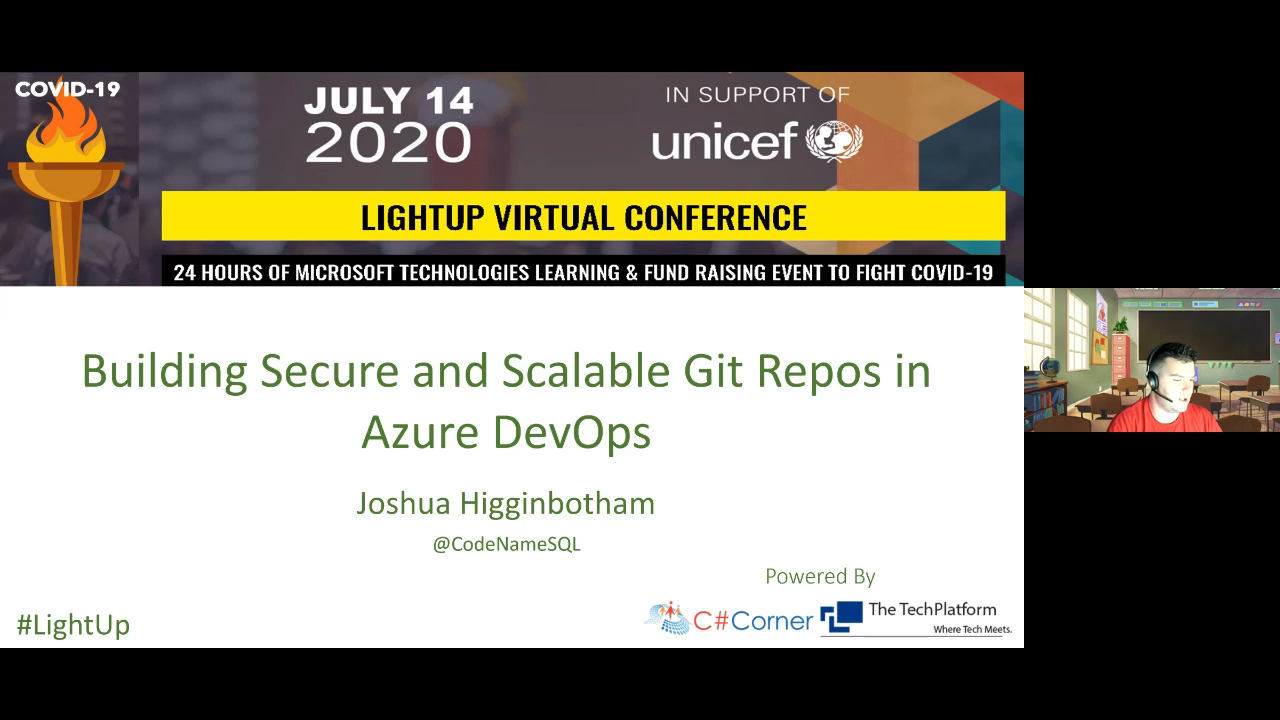 COVID-19
JULY 14
2020
IN SUPPORT OF
unicef
LIGHTUP VIRTUAL CONFERENCE
24 HOURS OF MICROSOFT TECHNOLOGIES LEARNING & FUND RAISING EVENT TO FIGHT COVID-19
Building Secure and Scalable Git Repos in
Azure DevOps
Joshua Higginbotham
@CodeNameSQL
Powered By
#LightUp
C#Corner
The TechPlatform
Where Tech Meets.